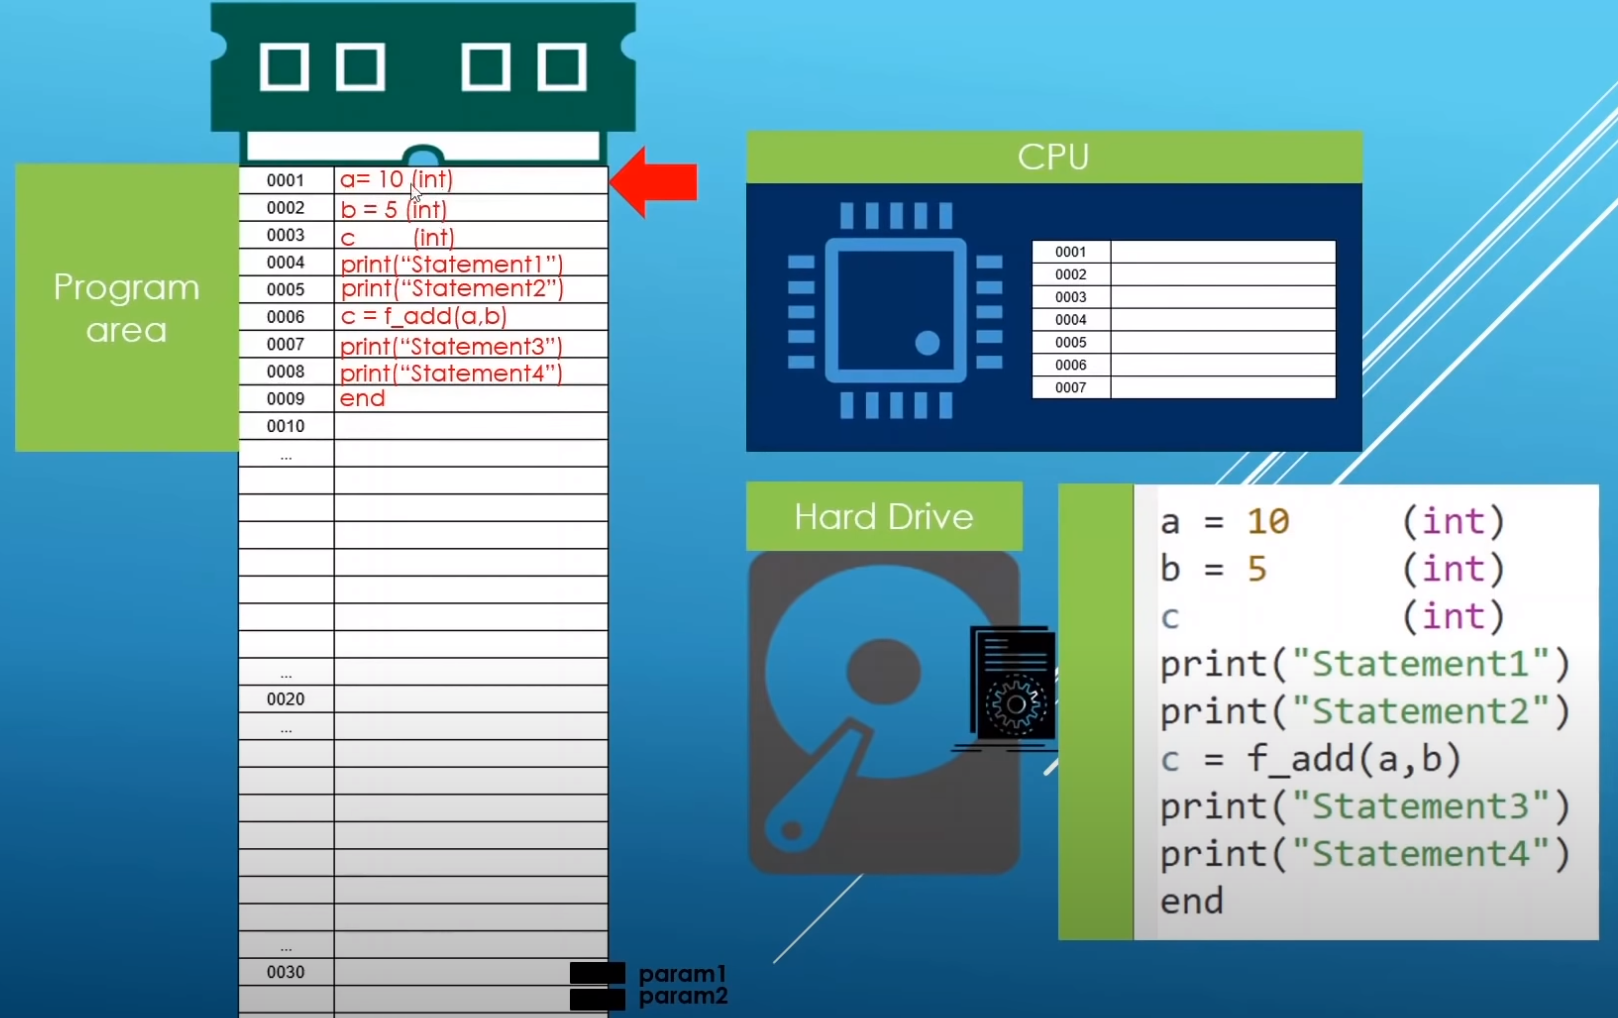 Program
area
0001 a= 10 (int)
0002 b = 5 (int)
0003 c (int)
0004 print(“Statement1”)
0005 print(“Statement2”)
0006 c = f_add(a,b)
0007 print(“Statement3”)
0008 print(“Statement4”)
0009 end
0010
...
...
0020
...
...
0030
param1
param2
CPU
0001
0002
0003
0004
0005
0006
0007
Hard Drive
a = 10 (int)
b = 5 (int)
c (int)
print("Statement1")
print("Statement2")
c = f_add(a,b)
print("Statement3")
print("Statement4")
end